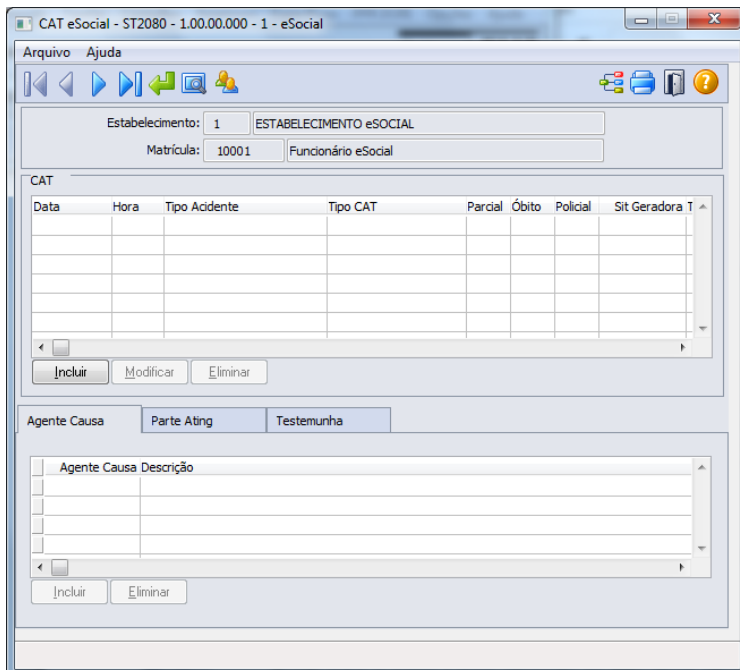 CAT eSocial - ST2080 - 1.00.00.000 - 1 - eSocial
Arquivo Ajuda
Estabelecimento: 1 ESTABELECIMENTO eSOCIAL
Matrícula: 10001 Funcionário eSocial
CAT
Data Hora Tipo Acidente Tipo CAT Parcial Óbito Policial Sit Geradora T
Incluir Modificar Eliminar
Agente Causa Parte Ating Testemunha
Agente Causa Descrição
Incluir Eliminar